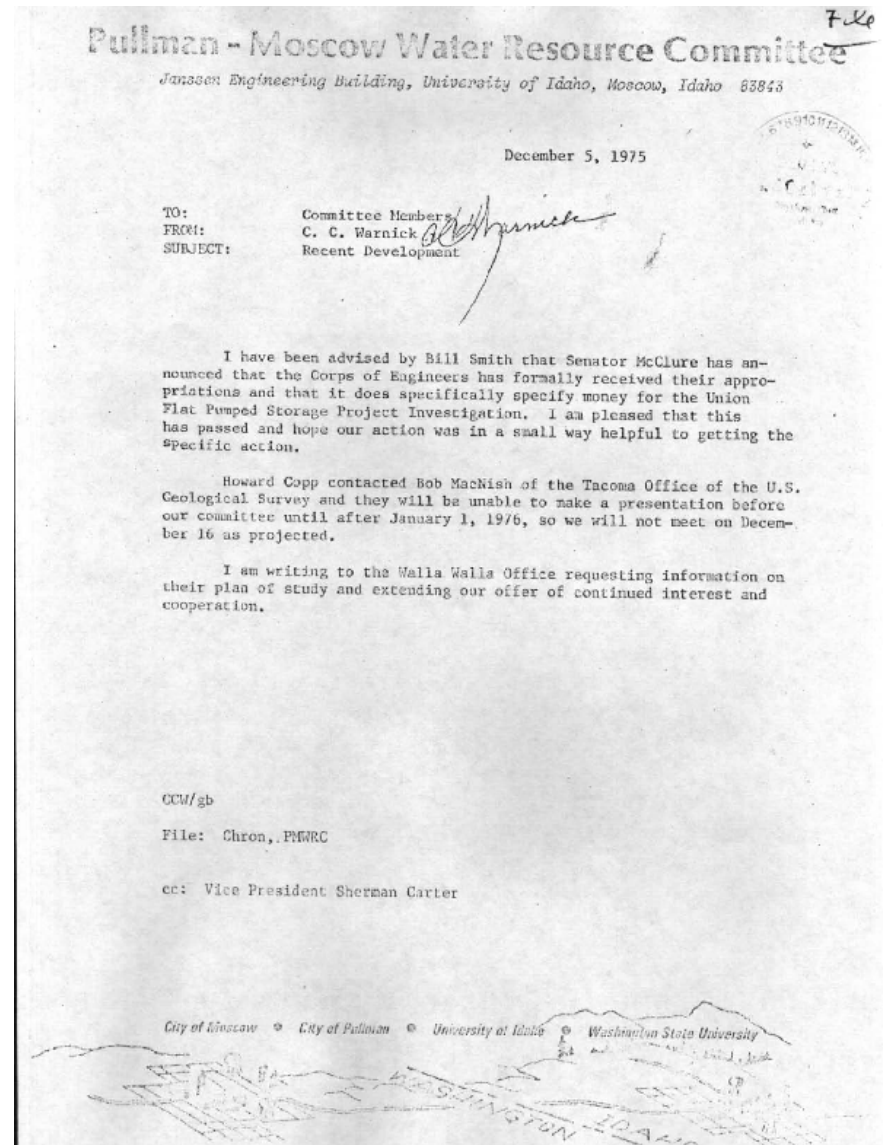 File
Pullman - Moscow Water Resource Committee
Janssen Engineering Building, University of Idaho, Moscow, Idaho 83843
December 5, 1975
TO: Committee Members
FROM: C. C. Warnick CC Warnick
SUBJECT: Recent Development
I have been advised by Bill Smith that Senator McClure has an-
nounced that the Corps of Engineers has formally received their appro-
priations and that it does specifically specify money for the Union
Flat Pumped Storage Project Investigation. I am pleased that this
has passed and hope our action was in a small way helpful to getting the
specific action.
Howard Copp contacted Bob MacNish of the Tacoma Office of the U.S.
Geological Survey and they will be unable to make a presentation before
our committee until after January 1, 1976, so we will not meet on Decem-
ber 16 as projected.
I am writing to the Walla Walla Office requesting information on
their plan of study and extending our offer of continued interest and
cooperation.
CCW/gb
File: Chron, PMWRC
cc: Vice President Sherman Carter
City of Moscow City of Pullman University of Idaho Washington State University
WASHINGTON
IDAHO